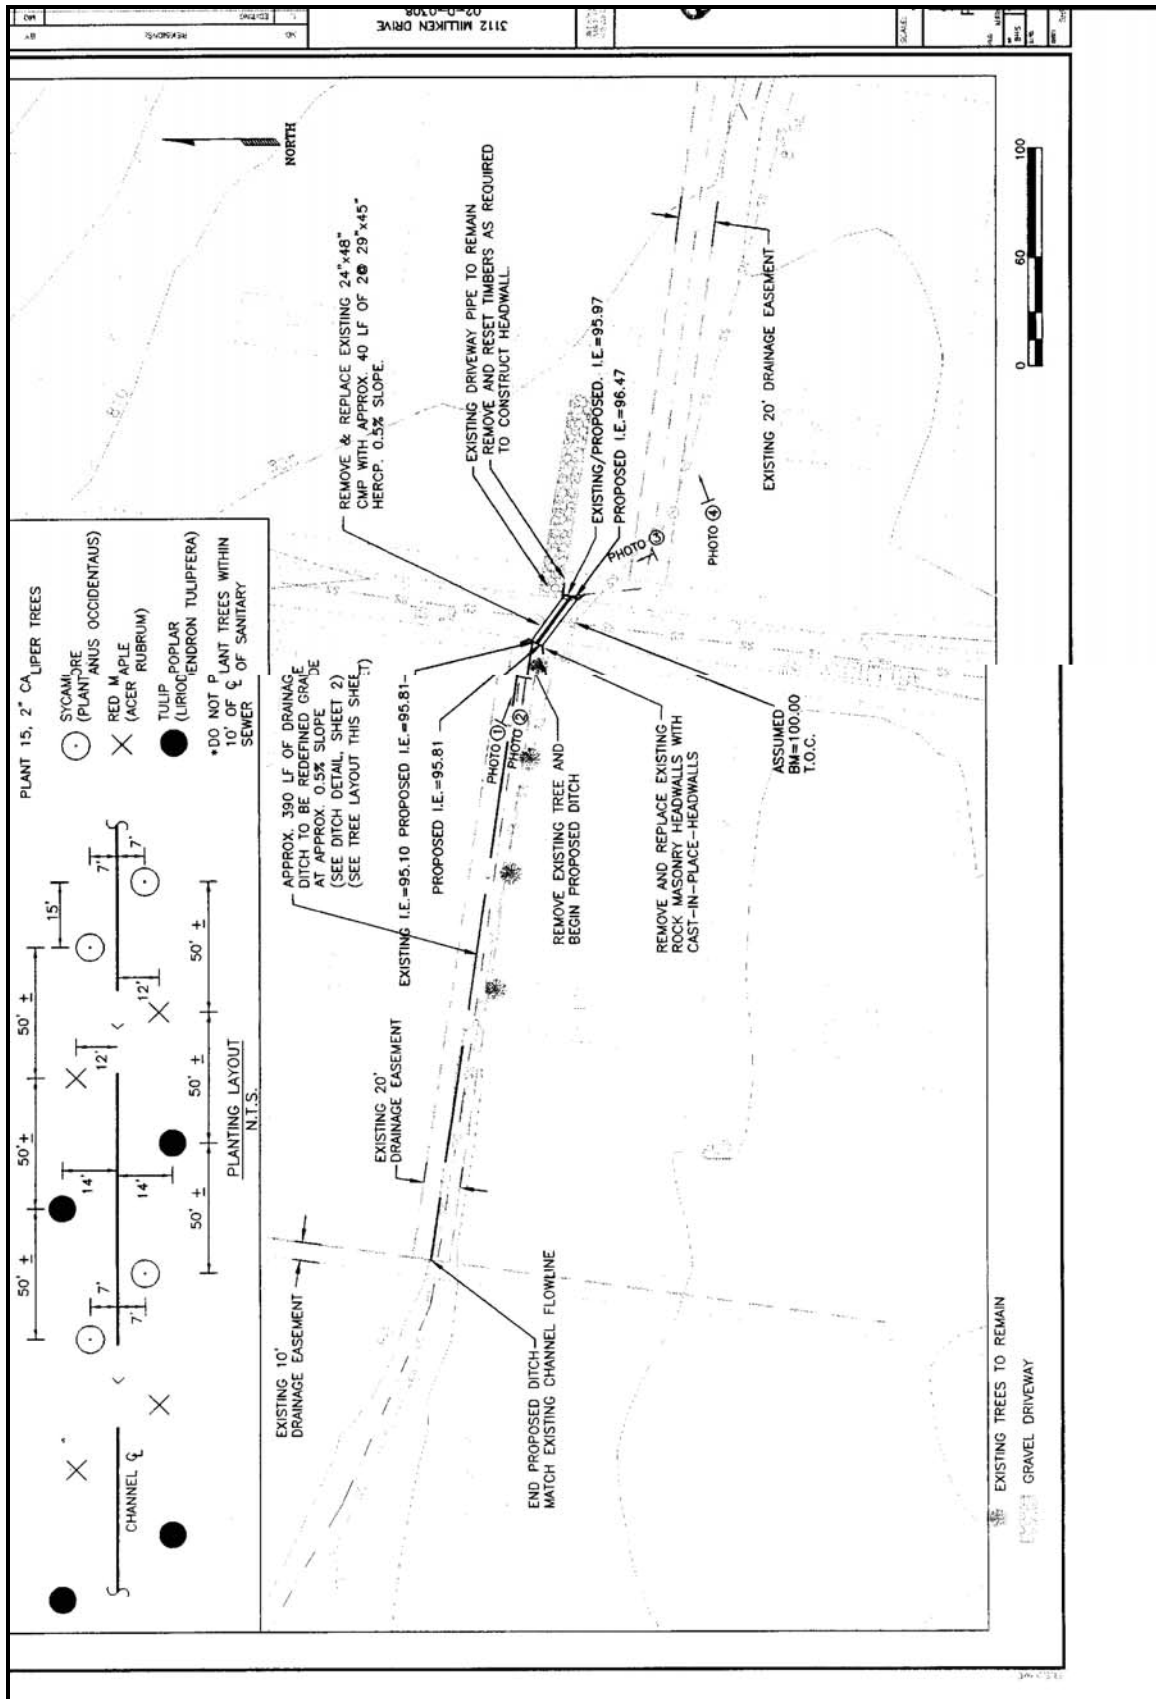 3112 MILLIKEN DRIVE
02-D-0308
NO.
REVISIONS
BY
EDITING
SCALE:
NORTH
PLANT 15, 2" CALIPER TREES
SYCAMORE
(PLANTANUS OCCIDENTAUS)
RED MAPLE
(ACER RUBRUM)
TULIP POPLAR
(LIRIODENDRON TULIPFERA)
*DO NOT PLANT TREES WITHIN
10' OF ℄ OF SANITARY
SEWER
50' ±
50'±
50' ±
15'
7'
7'
14'
14'
12'
12'
7'
7'
50' ±
50' ±
50' ±
CHANNEL ℄
PLANTING LAYOUT
N.T.S.
REMOVE & REPLACE EXISTING 24"x48"
CMP WITH APPROX. 40 LF OF 2@ 29"x45"
HERCP. 0.5% SLOPE.
EXISTING DRIVEWAY PIPE TO REMAIN
REMOVE AND RESET TIMBERS AS REQUIRED
TO CONSTRUCT HEADWALL.
EXISTING/PROPOSED. I.E.=95.97
PROPOSED I.E.=96.47
PHOTO 3
PHOTO 4
EXISTING 20' DRAINAGE EASEMENT
0
60
100
APPROX. 390 LF OF DRAINAGE
DITCH TO BE REDEFINED GRADE
AT APPROX. 0.5% SLOPE
(SEE DITCH DETAIL, SHEET 2)
(SEE TREE LAYOUT THIS SHEET)
EXISTING I.E.=95.10 PROPOSED I.E.=95.81
PROPOSED I.E.=95.81
PHOTO 1
PHOTO 2
REMOVE EXISTING TREE AND
BEGIN PROPOSED DITCH
REMOVE AND REPLACE EXISTING
ROCK MASONRY HEADWALLS WITH
CAST-IN-PLACE-HEADWALLS
ASSUMED
BM=100.00
T.O.C.
EXISTING 20'
DRAINAGE EASEMENT
EXISTING 10'
DRAINAGE EASEMENT
END PROPOSED DITCH
MATCH EXISTING CHANNEL FLOWLINE
EXISTING TREES TO REMAIN
GRAVEL DRIVEWAY